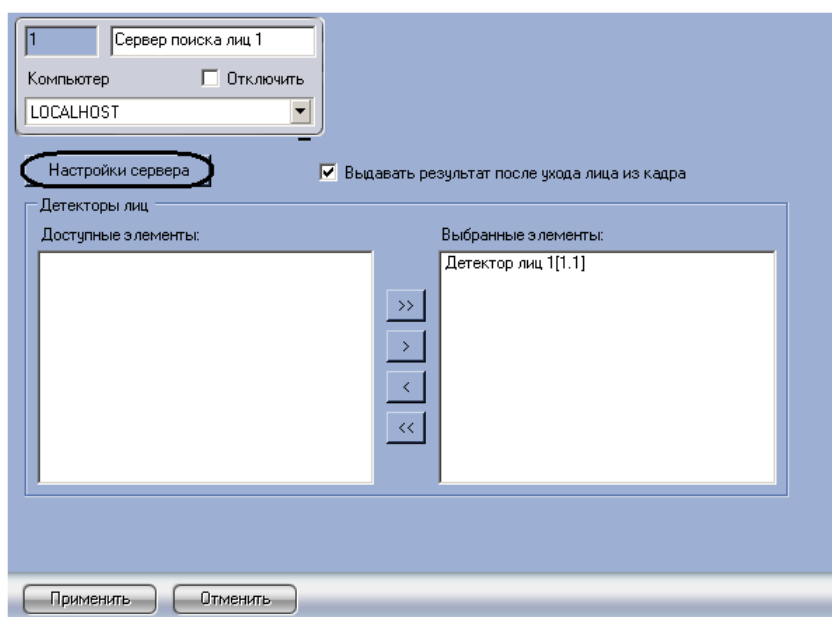 1
Сервер поиска лиц 1
Компьютер
Отключить
LOCALHOST
Настройки сервера
Выдавать результат после ухода лица из кадра
Детекторы лиц
Доступные элементы:
Выбранные элементы:
Детектор лиц 1[1.1]
>>
>
<
<<
Применить
Отменить